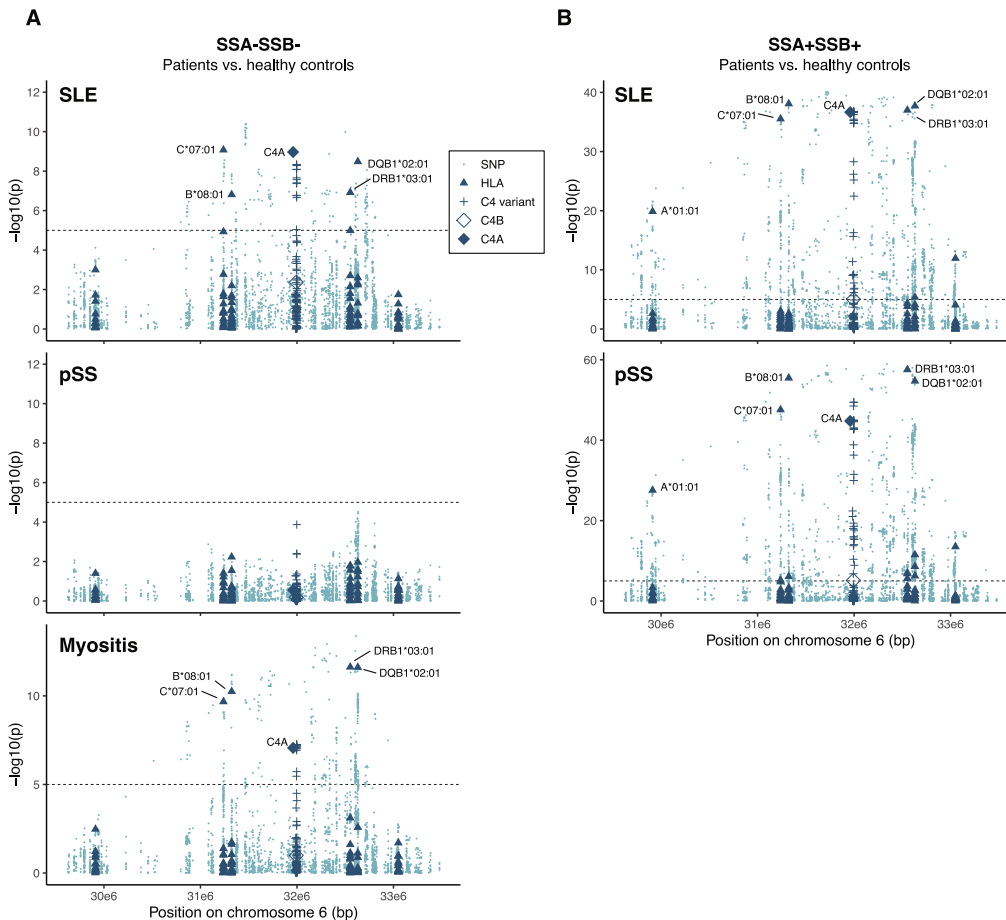 A
SSA-SSB-
Patients vs. healthy controls
SLE
12
10
8
6
4
2
0
−log10(p)
C*07:01
B*08:01
C4A
DQB1*02:01
DRB1*03:01
SNP
HLA
C4 variant
C4B
C4A
pSS
12
10
8
6
4
2
0
−log10(p)
Myositis
10
5
0
−log10(p)
B*08:01
C*07:01
C4A
DRB1*03:01
DQB1*02:01
30e6 31e6 32e6 33e6
Position on chromosome 6 (bp)
B
SSA+SSB+
Patients vs. healthy controls
SLE
40
30
20
10
0
−log10(p)
A*01:01
B*08:01
C*07:01
C4A
DQB1*02:01
DRB1*03:01
pSS
60
40
20
0
−log10(p)
A*01:01
B*08:01
C*07:01
C4A
DRB1*03:01
DQB1*02:01
30e6 31e6 32e6 33e6
Position on chromosome 6 (bp)